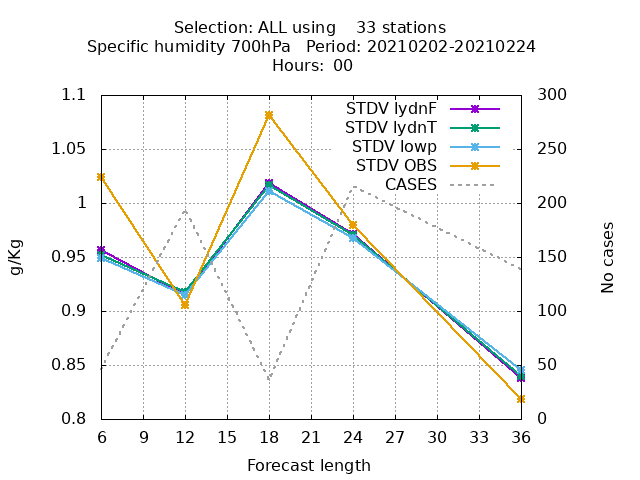 Selection: ALL using    33 stations
Specific humidity 700hPa   Period: 20210202-20210224
Hours:  00
1.1
1.05
1
0.95
0.9
0.85
0.8
g/Kg
STDV lydnF
STDV lydnT
STDV lowp
STDV OBS
CASES
300
250
200
150
100
50
0
No cases
6 9 12 15 18 21 24 27 30 33 36
Forecast length